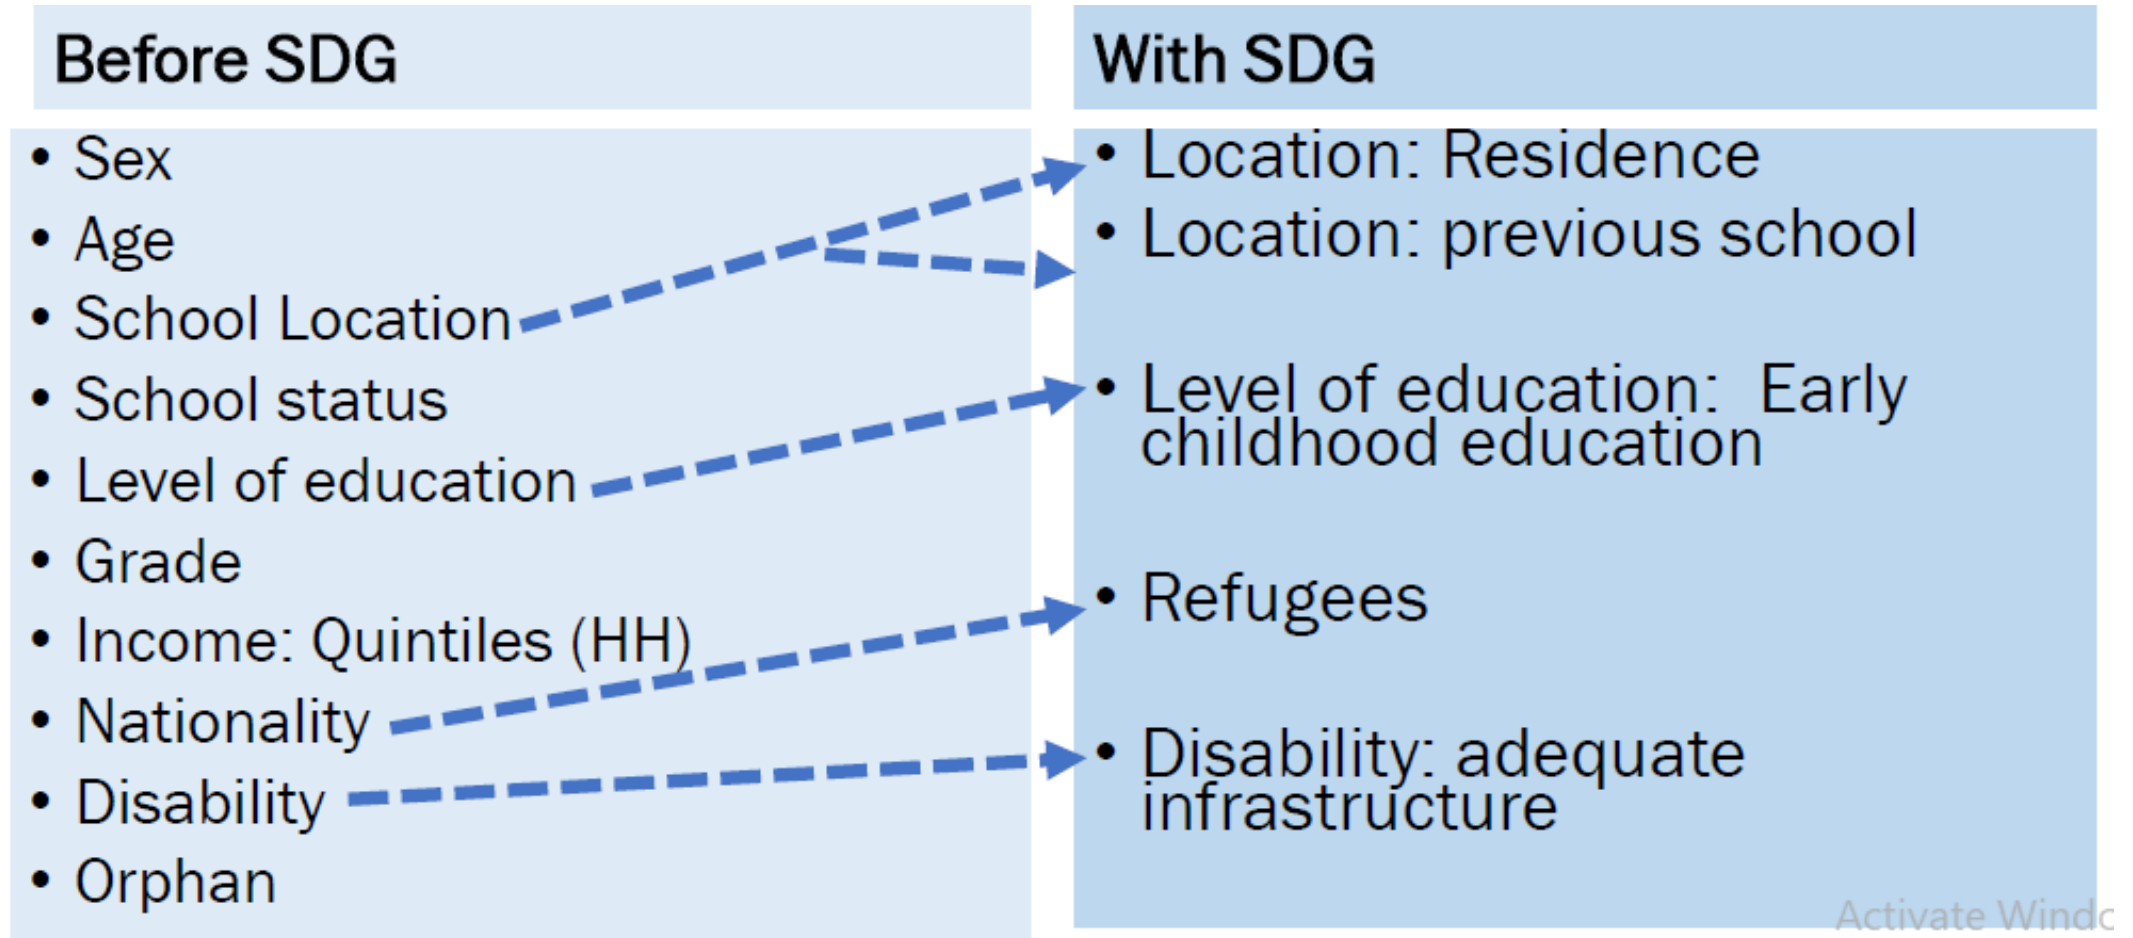 Before SDG
• Sex
• Age
• School Location
• School status
• Level of education
• Grade
• Income: Quintiles (HH)
• Nationality
• Disability
• Orphan
With SDG
• Location: Residence
• Location: previous school
• Level of education: Early
childhood education
• Refugees
• Disability: adequate
infrastructure
Activate Windo